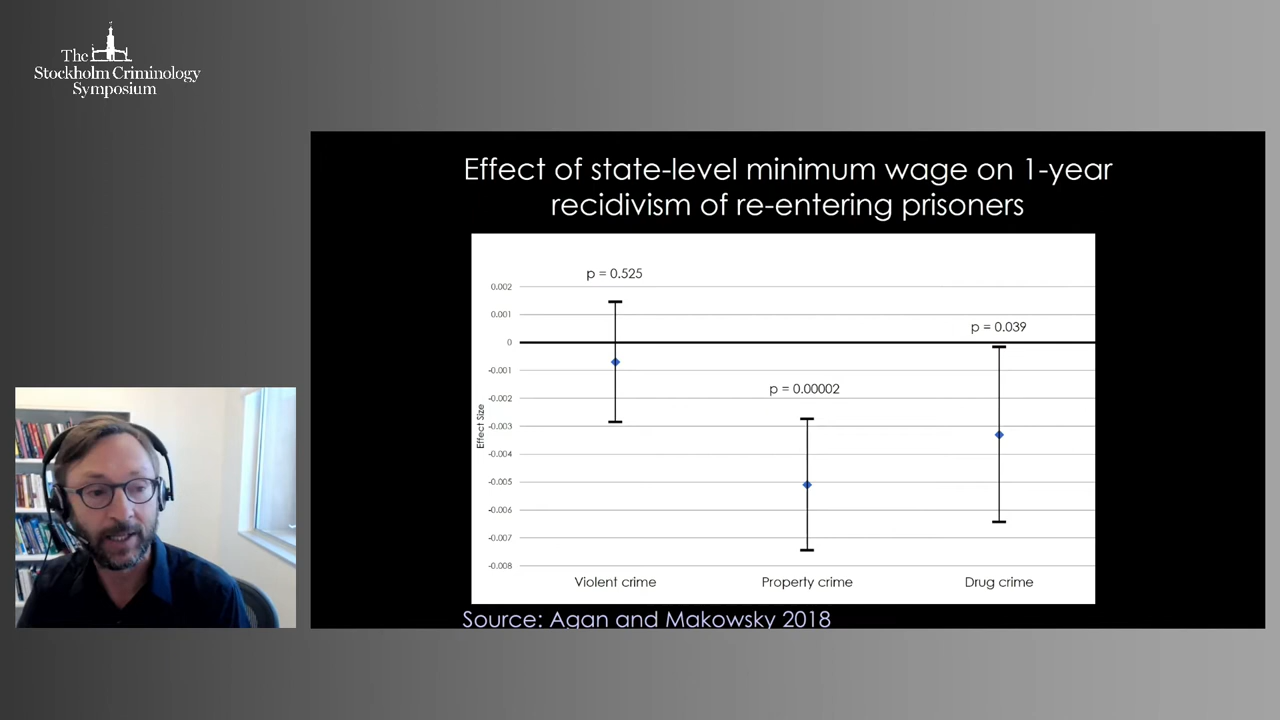 The
Stockholm Criminology
Symposium
Effect of state-level minimum wage on 1-year
recidivism of re-entering prisoners
p = 0.525
0.002
0.001
p = 0.039
0
-0.001
p = 0.00002
-0.002
-0.003
Effect Size
-0.004
-0.005
-0.006
-0.007
-0.008
Violent crime
Property crime
Drug crime
Source: Agan and Makowsky 2018